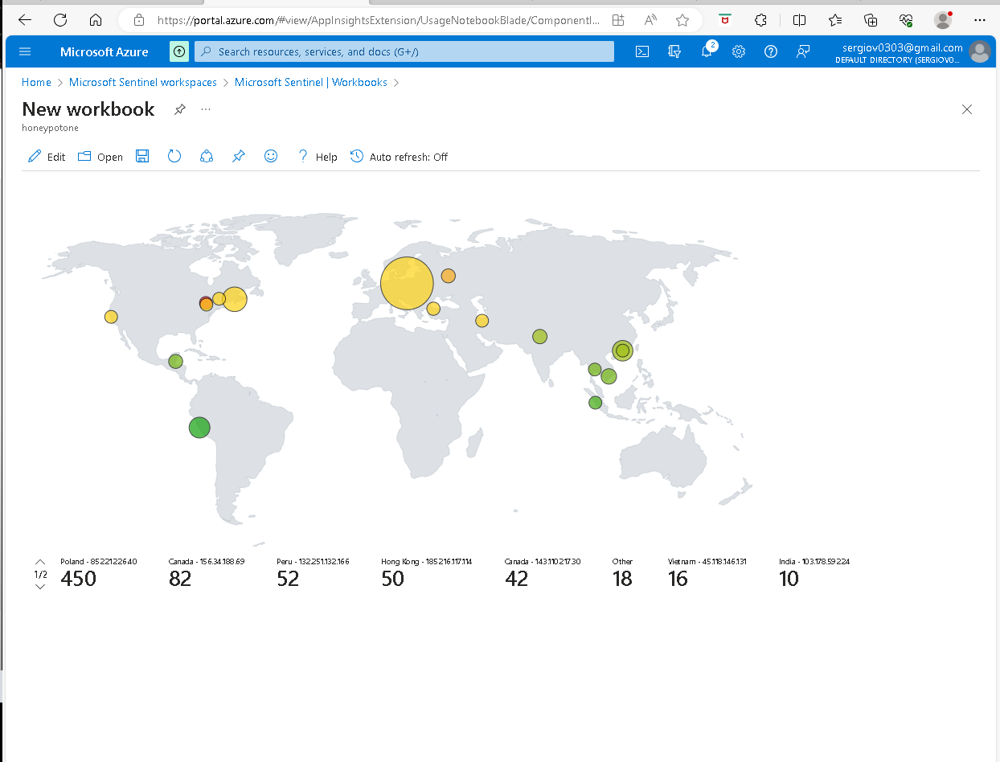 https://portal.azure.com/#view/AppInsightsExtension/UsageNotebookBlade/ComponentI...
Microsoft Azure
Search resources, services, and docs (G+/)
2
sergiov0303@gmail.com
DEFAULT DIRECTORY (SERGIOV0...
Home > Microsoft Sentinel workspaces > Microsoft Sentinel | Workbooks >
New workbook
honeypotone
Edit Open Help Auto refresh: Off
1/2
Poland - 85.221.226.40
450
Canada - 156.34.188.69
82
Peru - 132.251.132.166
52
Hong Kong - 185.216.117.114
50
Canada - 143.110.217.30
42
Other
18
Vietnam - 45.118.146.131
16
India - 103.178.59.224
10